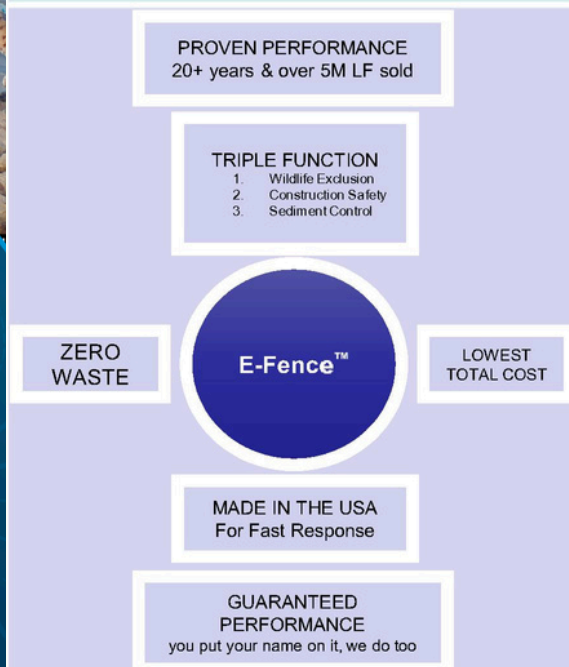 PROVEN PERFORMANCE
20+ years & over 5M LF sold
TRIPLE FUNCTION
1. Wildlife Exclusion
2. Construction Safety
3. Sediment Control
ZERO
WASTE
E-Fence™
LOWEST
TOTAL COST
MADE IN THE USA
For Fast Response
GUARANTEED
PERFORMANCE
you put your name on it, we do too